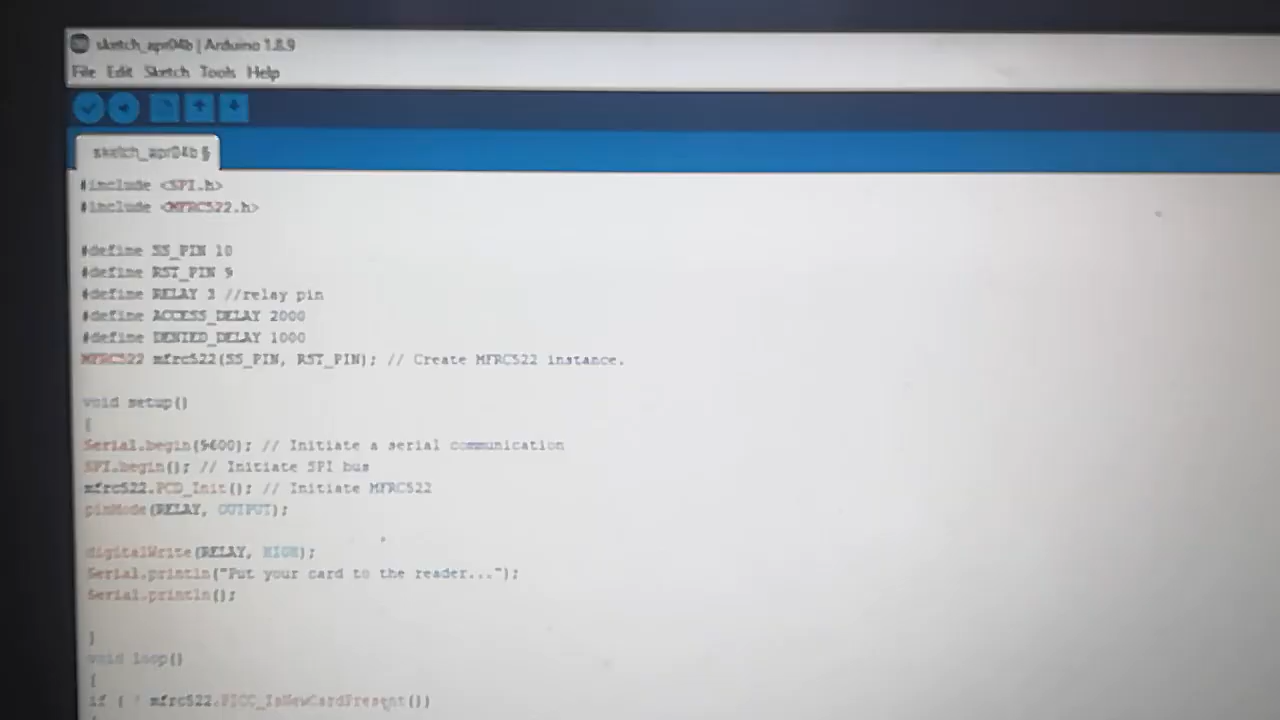 sketch_apr04b | Arduino 1.8.9
File Edit Sketch Tools Help
sketch_apr04b §
#include <SPI.h>
#include <MFRC522.h>
#define SS_PIN 10
#define RST_PIN 9
#define RELAY 3 //relay pin
#define ACCESS_DELAY 2000
#define DENIED_DELAY 1000
MFRC522 mfrc522(SS_PIN, RST_PIN); // Create MFRC522 instance.
void setup()
{
Serial.begin(9600); // Initiate a serial communication
SPI.begin(); // Initiate SPI bus
mfrc522.PCD_Init(); // Initiate MFRC522
pinMode(RELAY, OUTPUT);
digitalWrite(RELAY, HIGH);
Serial.println("Put your card to the reader...");
Serial.println();
}
void loop()
{
if ( ! mfrc522.PICC_IsNewCardPresent())